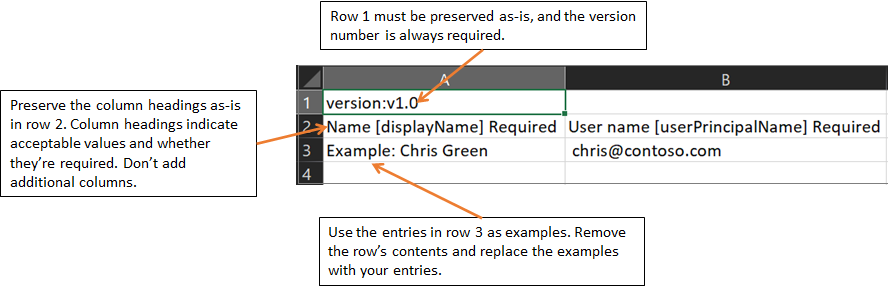 Row 1 must be preserved as-is, and the version
number is always required.
A B
1 version:v1.0
2 Name [displayName] Required User name [userPrincipalName] Required
3 Example: Chris Green chris@contoso.com
4
Preserve the column headings as-is
in row 2. Column headings indicate
acceptable values and whether
they’re required. Don’t add
additional columns.
Use the entries in row 3 as examples. Remove
the row’s contents and replace the examples
with your entries.